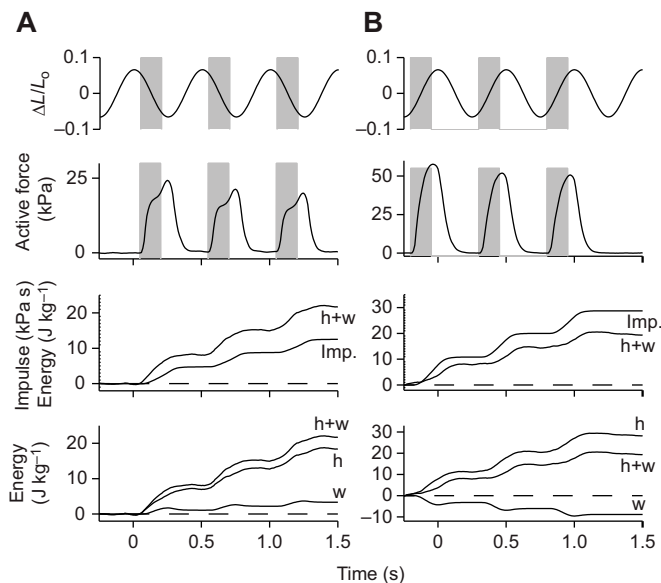 A
B
ΔL/Lo
0.1
0
–0.1
0.1
0
–0.1
Active force
(kPa)
25
0
50
25
0
Impulse (kPa s)
Energy (J kg–1)
20
10
0
h+w
Imp.
30
20
10
0
Imp.
h+w
Energy
(J kg–1)
20
10
0
h+w
h
w
30
20
10
0
–10
h
h+w
w
0 0.5 1.0 1.5
0 0.5 1.0 1.5
Time (s)